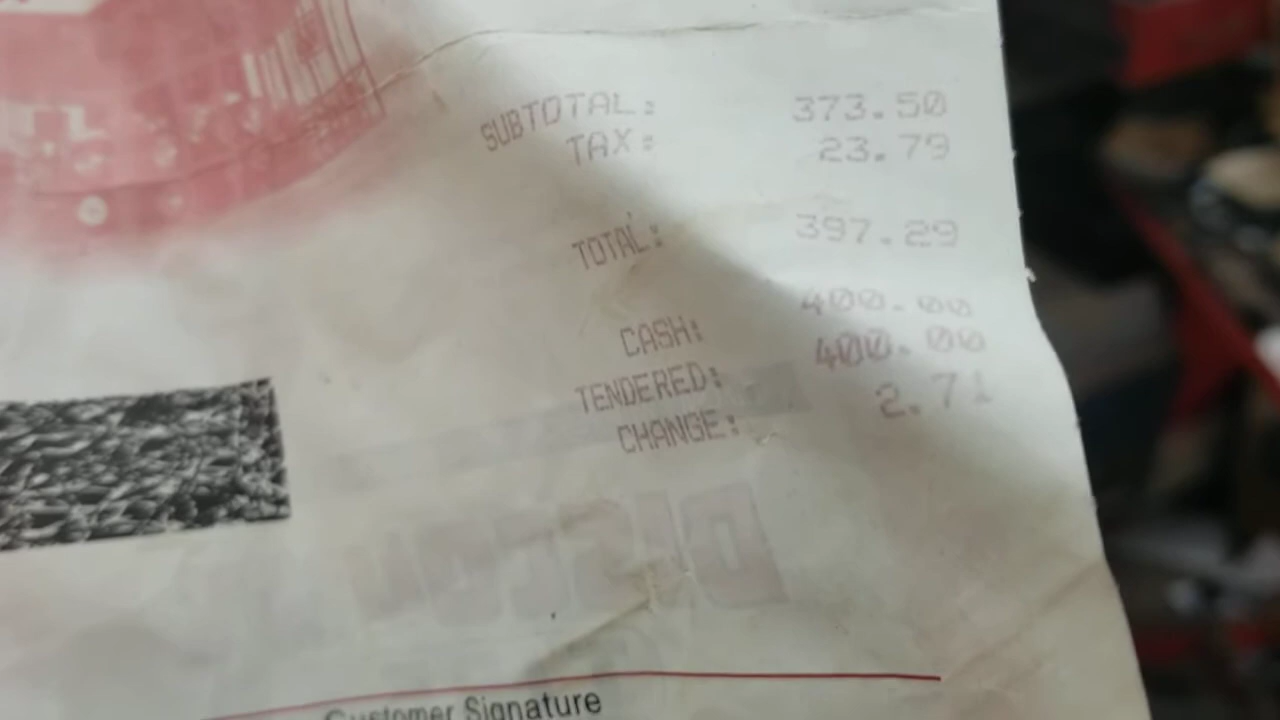 SUBTOTAL: 373.50
TAX: 23.79
TOTAL: 397.29
CASH: 400.00
TENDERED: 400.00
CHANGE: 2.71
Customer Signature